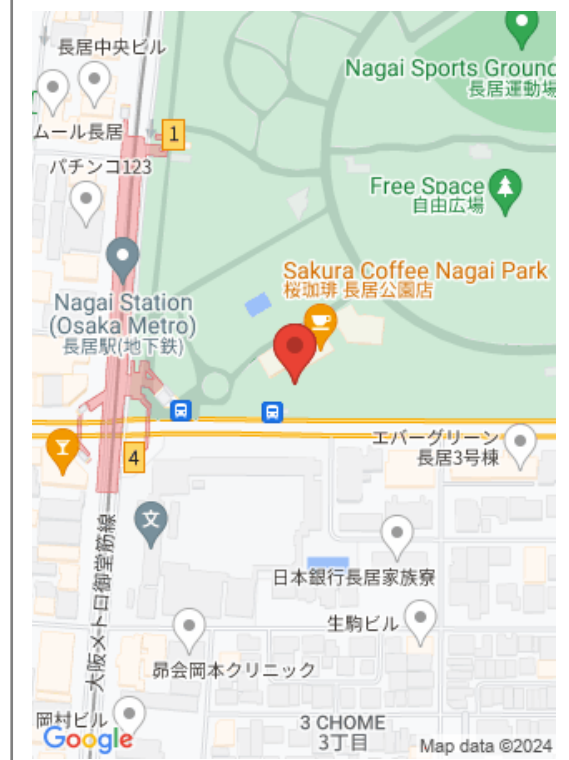 長居中央ビル
Nagai Sports Ground
長居運動場
1
ムール長居
パチンコ123
Free Space
自由広場
Sakura Coffee Nagai Park
桜珈琲 長居公園店
Nagai Station
(Osaka Metro)
長居駅(地下鉄)
エバーグリーン
長居3号棟
4
文
大阪メトロ御堂筋線
日本銀行長居家族寮
生駒ビル
昴会岡本クリニック
岡村ビル
3 CHOME
3丁目
Google
Map data ©2024